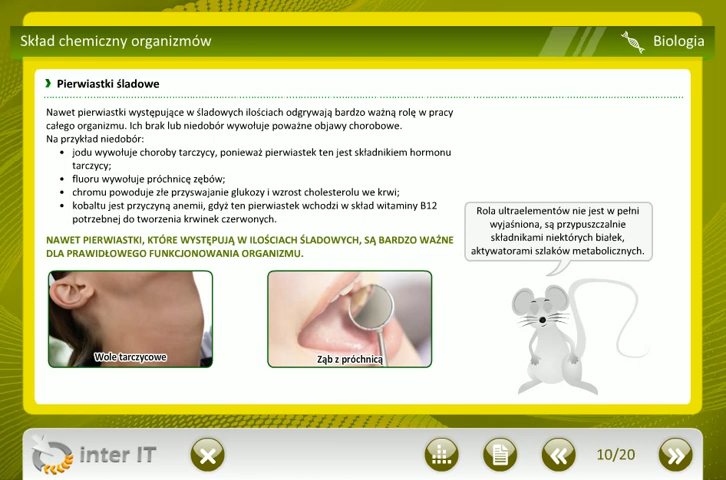 Skład chemiczny organizmów
Biologia
Pierwiastki śladowe
Nawet pierwiastki występujące w śladowych ilościach odgrywają bardzo ważną rolę w pracy
całego organizmu. Ich brak lub niedobór wywołuje poważne objawy chorobowe.
Na przykład niedobór:
• jodu wywołuje choroby tarczycy, ponieważ pierwiastek ten jest składnikiem hormonu
tarczycy;
• fluoru wywołuje próchnicę zębów;
• chromu powoduje złe przyswajanie glukozy i wzrost cholesterolu we krwi;
• kobaltu jest przyczyną anemii, gdyż ten pierwiastek wchodzi w skład witaminy B12
potrzebnej do tworzenia krwinek czerwonych.
NAWET PIERWIASTKI, KTÓRE WYSTĘPUJĄ W ILOŚCIACH ŚLADOWYCH, SĄ BARDZO WAŻNE
DLA PRAWIDŁOWEGO FUNKCJONOWANIA ORGANIZMU.
Rola ultraelementów nie jest w pełni
wyjaśniona, są przypuszczalnie
składnikami niektórych białek,
aktywatorami szlaków metabolicznych.
Wole tarczycowe
Ząb z próchnicą
inter IT
10/20